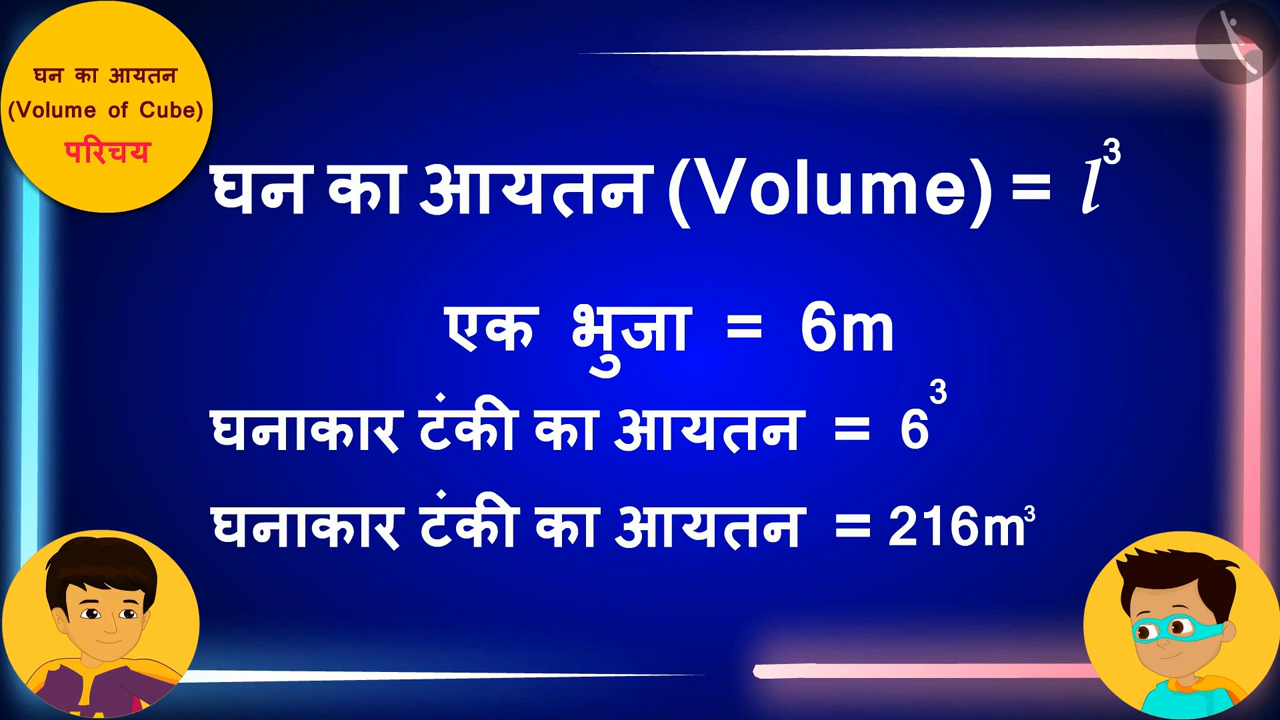 घन का आयतन
(Volume of Cube)
परिचय
घन का आयतन (Volume) = l³
एक भुजा = 6m
घनाकार टंकी का आयतन = 6³
घनाकार टंकी का आयतन = 216m³